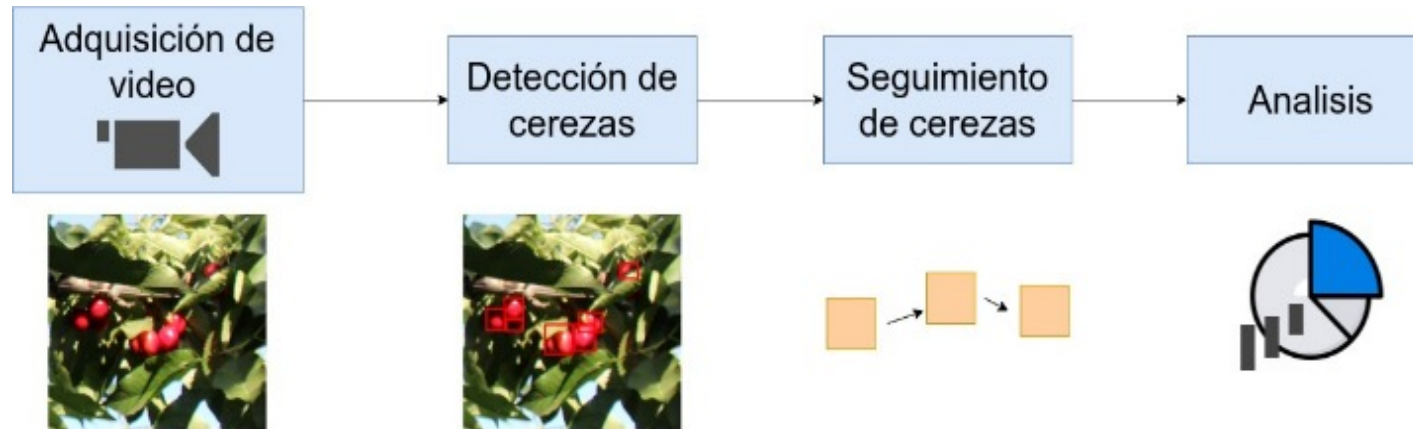 Adquisición de
video
Detección de
cerezas
Seguimiento
de cerezas
Analisis